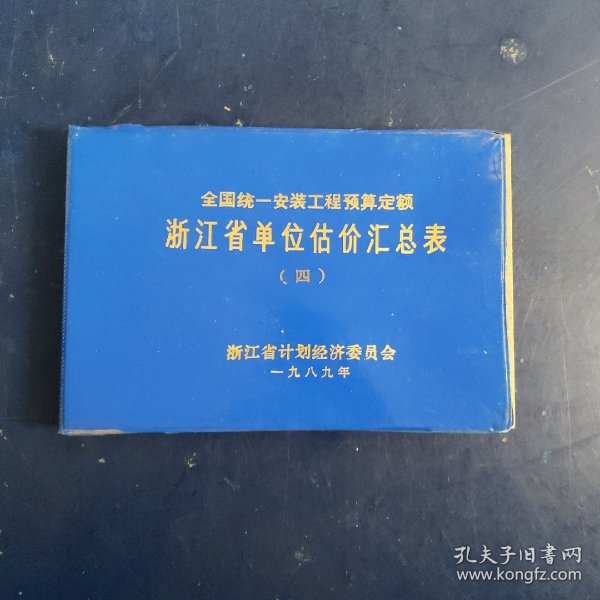 全国统一安装工程预算定额
浙江省单位估价汇总表
(四)
浙江省计划经济委员会
一九八九年
孔夫子旧书网
www.kongfz.com